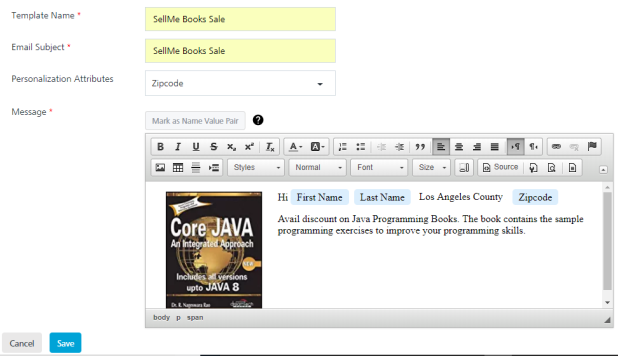 Template Name *
SellMe Books Sale
Email Subject *
SellMe Books Sale
Personalization Attributes
Zipcode
Message *
Mark as Name Value Pair
?
B I U S x₂ x² Tx A A
Styles Normal Font Size Source
Hi First Name Last Name Los Angeles County Zipcode
Avail discount on Java Programming Books. The book contains the sample
programming exercises to improve your programming skills.
Core JAVA
An Integrated Approach
Includes all versions
upto JAVA 8
Dr. R. Nageswara Rao
body p span
Cancel Save